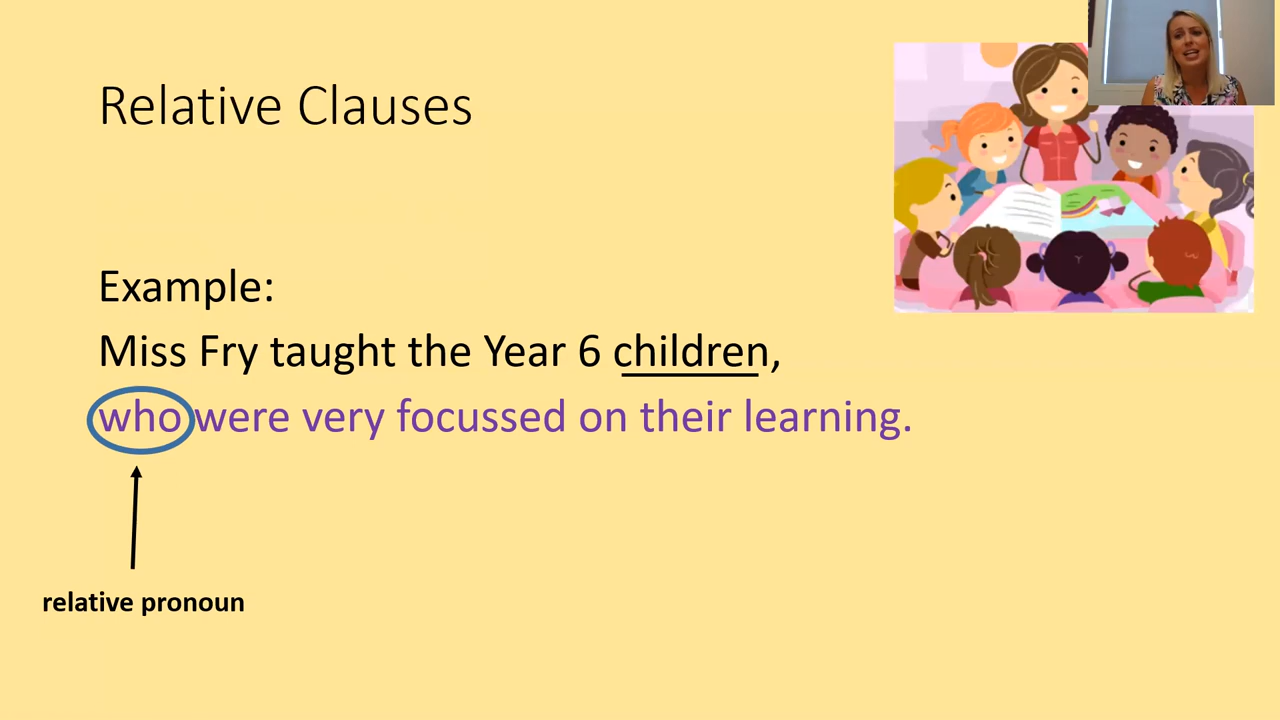 Relative Clauses
Example:
Miss Fry taught the Year 6 children,
who were very focussed on their learning.
relative pronoun